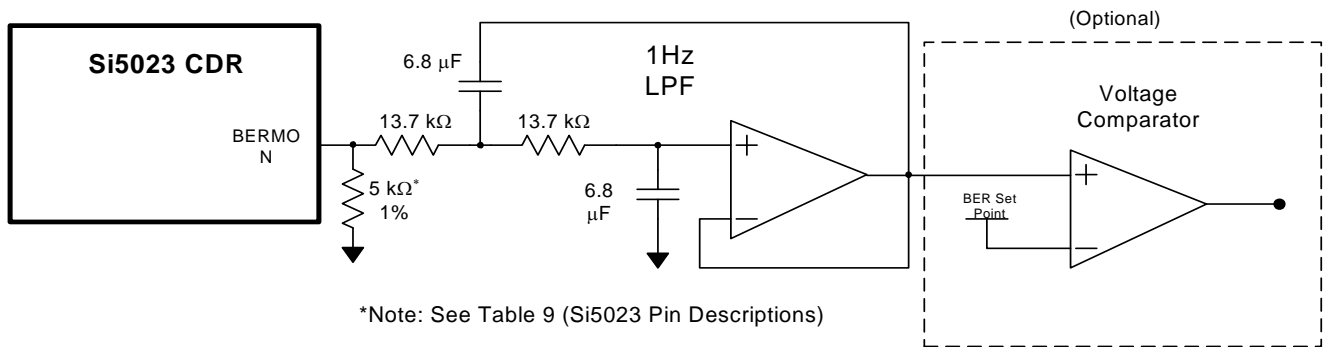 (Optional)
Si5023 CDR
BERMO
N
6.8 µF
1Hz
LPF
13.7 kΩ
13.7 kΩ
5 kΩ*
1%
6.8
µF
+
−
Voltage
Comparator
BER Set
Point
+
−
*Note: See Table 9 (Si5023 Pin Descriptions)